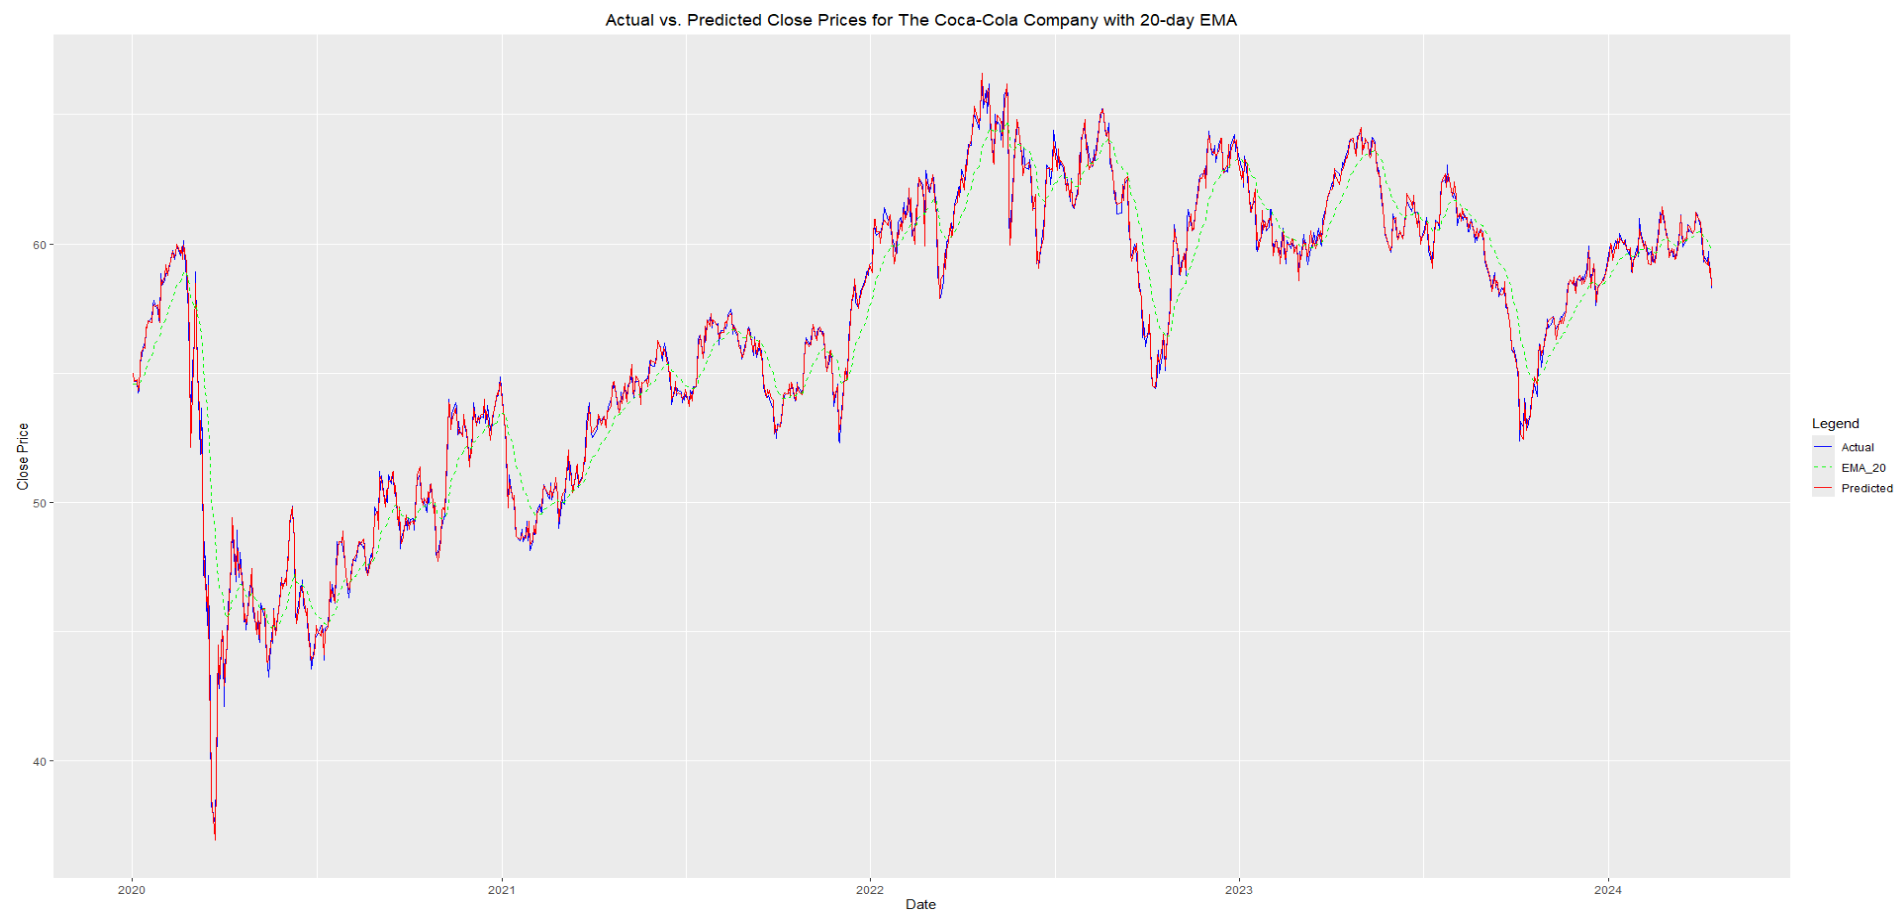 Actual vs. Predicted Close Prices for The Coca-Cola Company with 20-day EMA
Close Price
60
50
40
2020
2021
2022
2023
2024
Date
Legend
Actual
EMA_20
Predicted